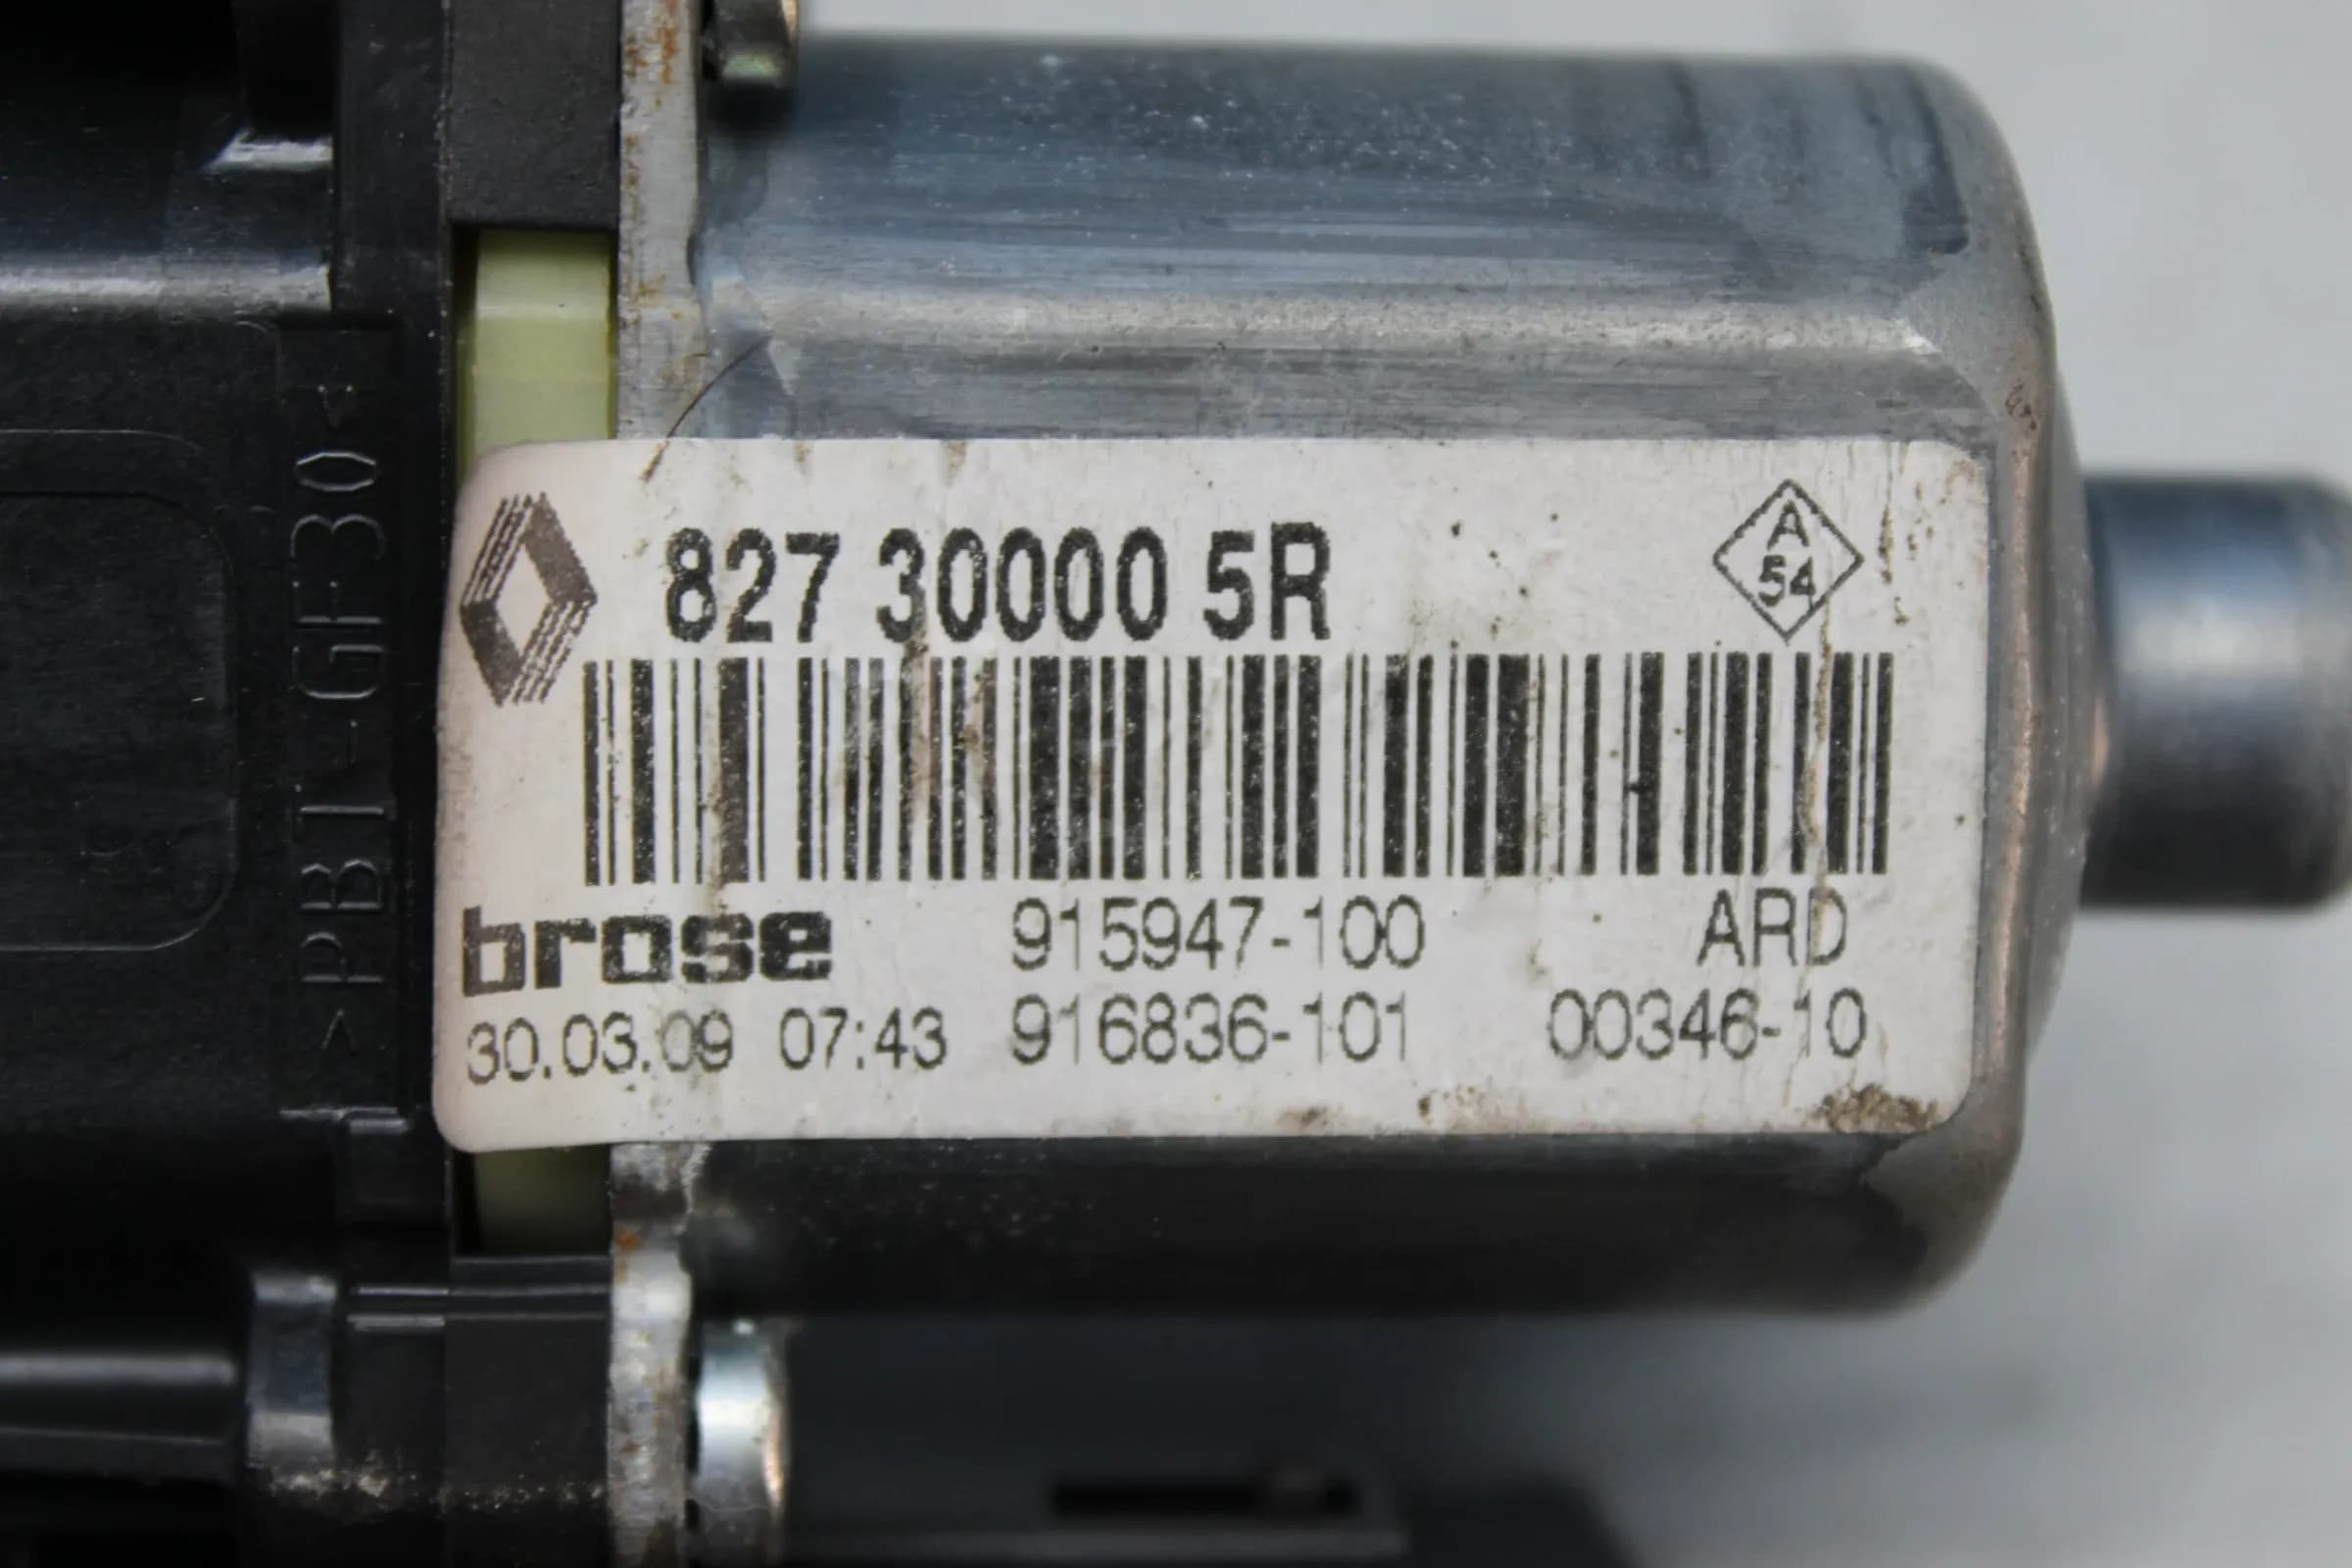 827 30000 5R
A
54
brose 915947-100 ARD
30.03.09 07:43 916836-101 00346-10
>PBT-GF30<